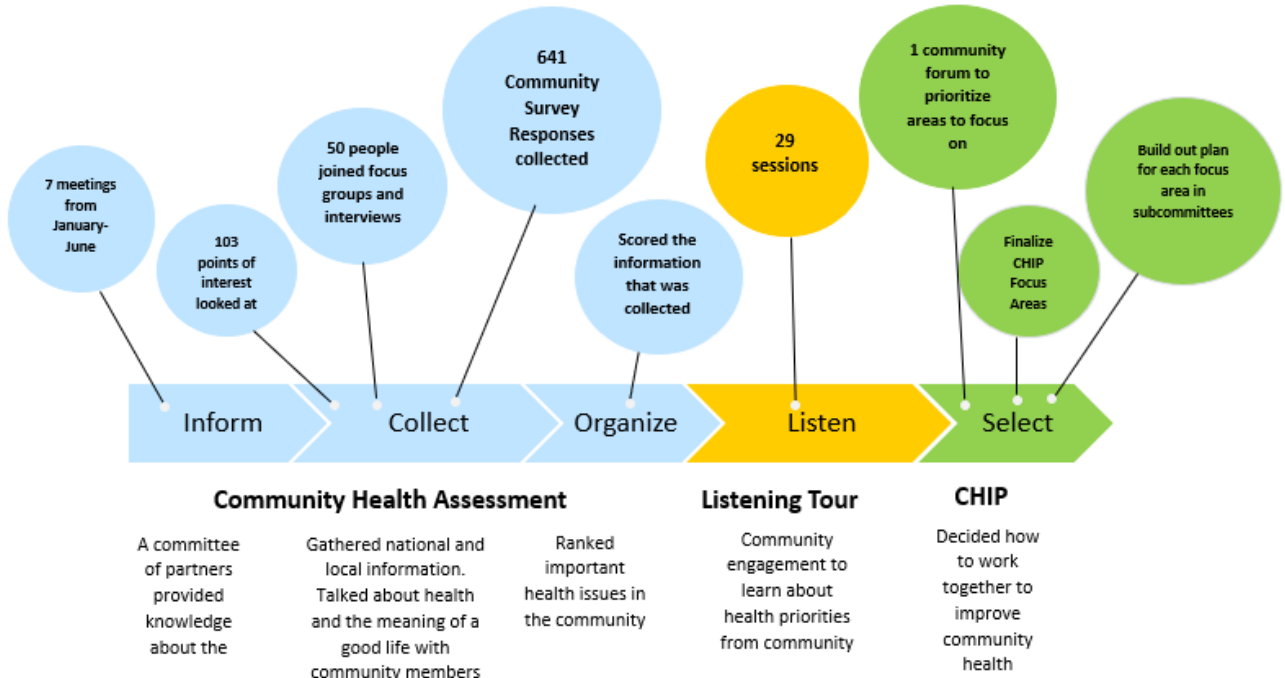 7 meetings
from
January-
June
103
points of
interest
looked at
50 people
joined focus
groups and
interviews
641
Community
Survey
Responses
collected
Scored the
information
that was
collected
29
sessions
1 community
forum to
prioritize
areas to focus
on
Finalize
CHIP
Focus
Areas
Build out plan
for each focus
area in
subcommittees
Inform
Collect
Organize
Listen
Select
Community Health Assessment
A committee
of partners
provided
knowledge
about the
Gathered national and
local information.
Talked about health
and the meaning of a
good life with
community members
Ranked
important
health issues in
the community
Listening Tour
Community
engagement to
learn about
health priorities
from community
CHIP
Decided how
to work
together to
improve
community
health